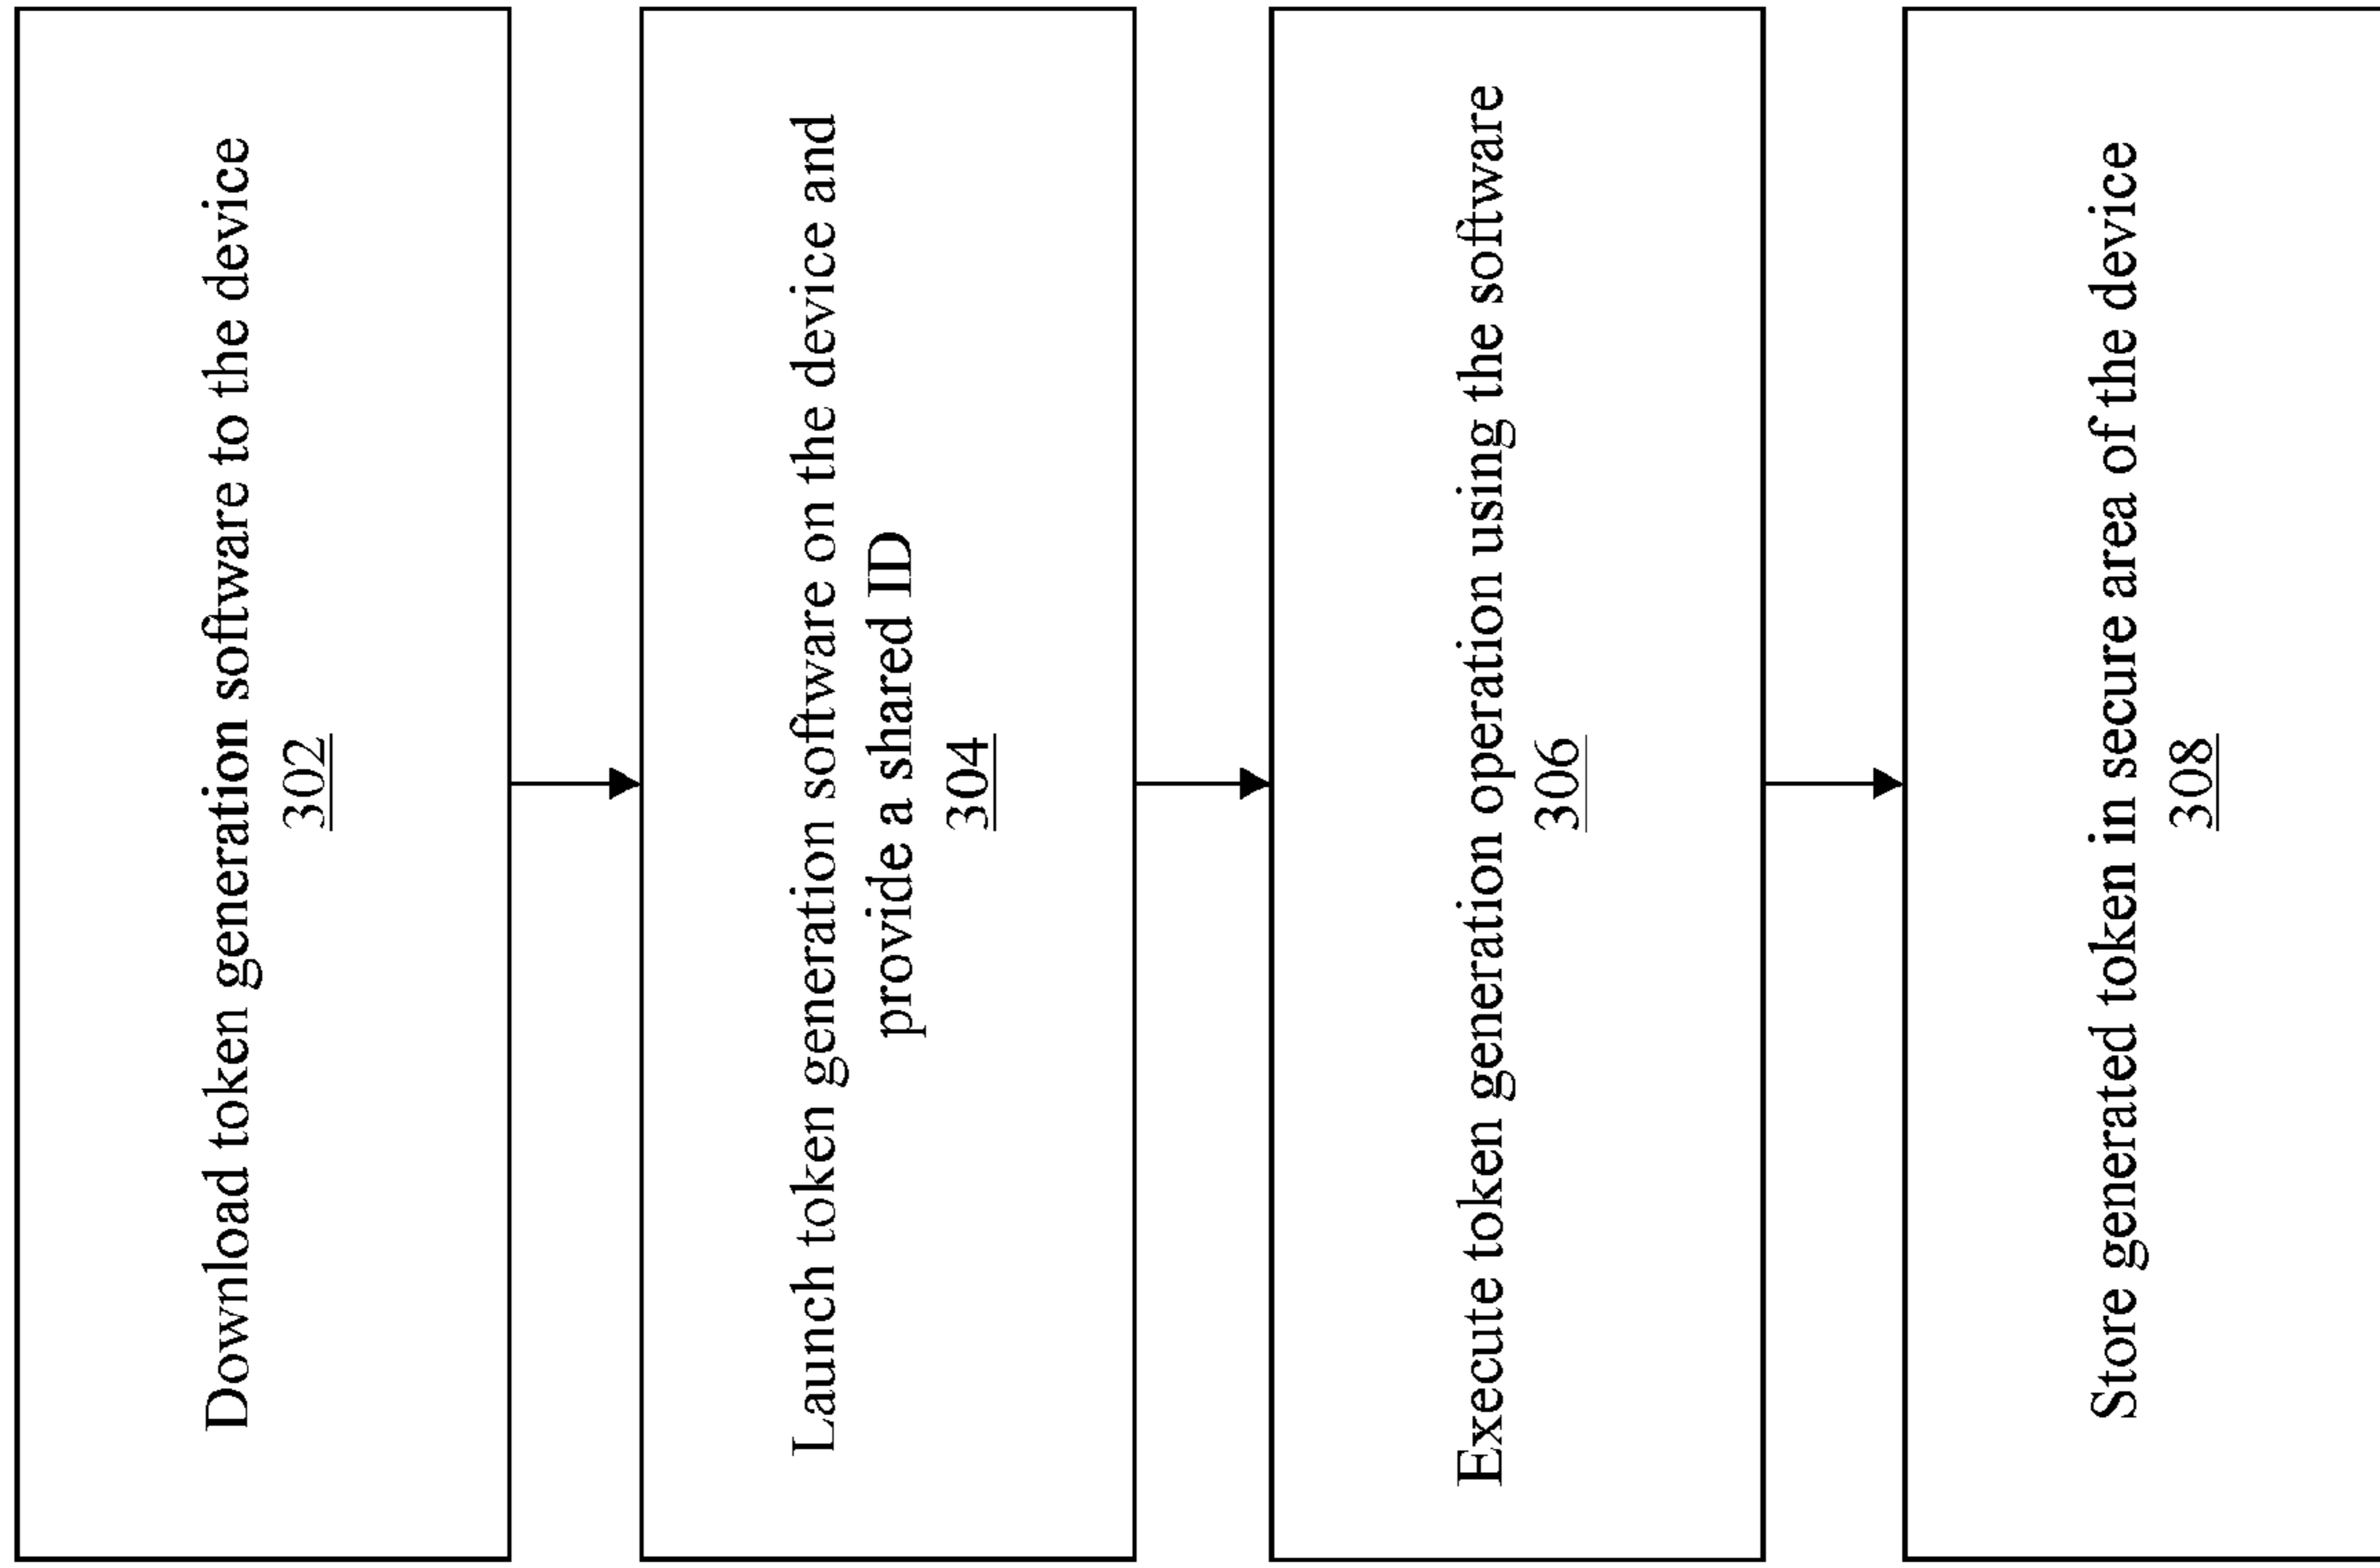 Download token generation software to the device
302
Launch token generation software on the device and
provide a shared ID
304
Execute token generation operation using the software
306
Store generated token in secure area of the device
308